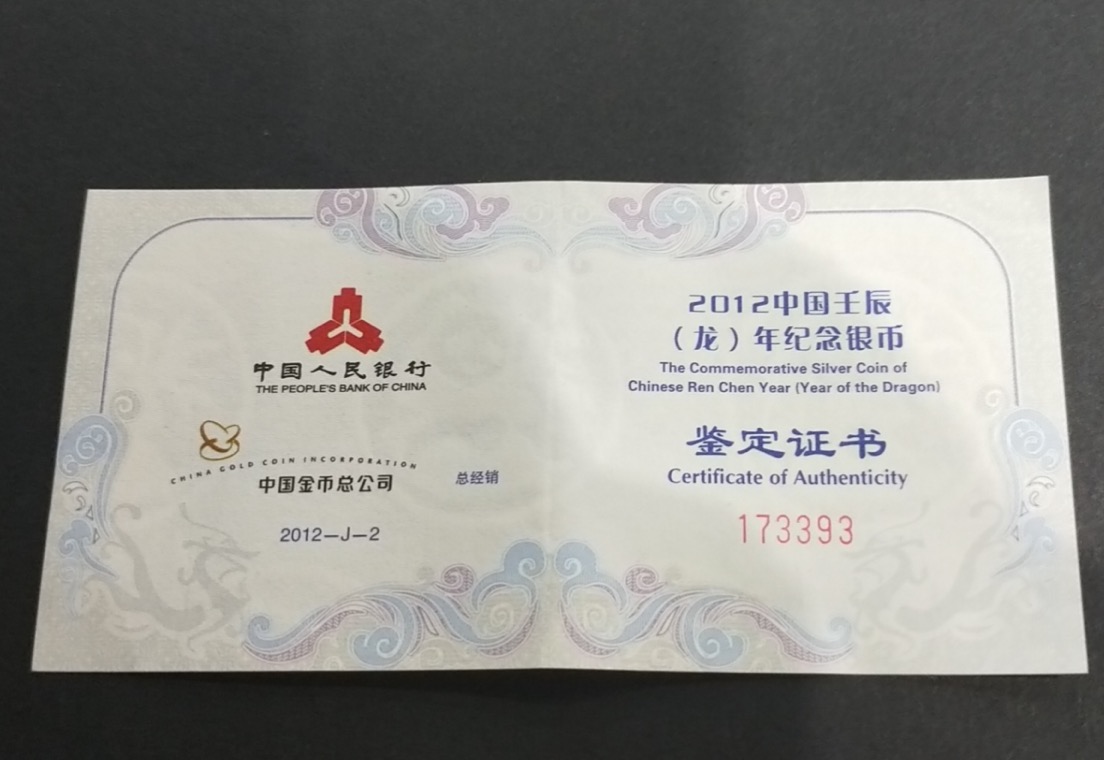 中国人民银行
THE PEOPLE'S BANK OF CHINA
CHINA GOLD COIN INCORPORATION
中国金币总公司
总经销
2012—J—2
2012中国壬辰
（龙）年纪念银币
The Commemorative Silver Coin of
Chinese Ren Chen Year (Year of the Dragon)
鉴定证书
Certificate of Authenticity
173393